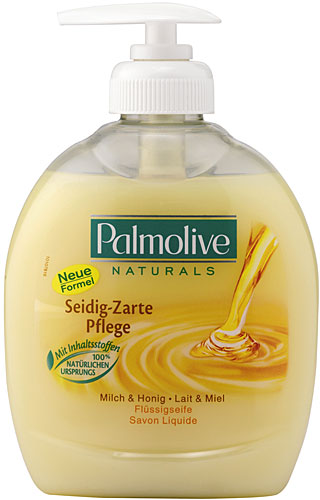 Palmolive
NATURALS
Neue
Formel
Seidig-Zarte
Pflege
Mit Inhaltsstoffen
100%
NATÜRLICHEN
URSPRUNGS
Milch & Honig • Lait & Miel
Flüssigseife
Savon Liquide